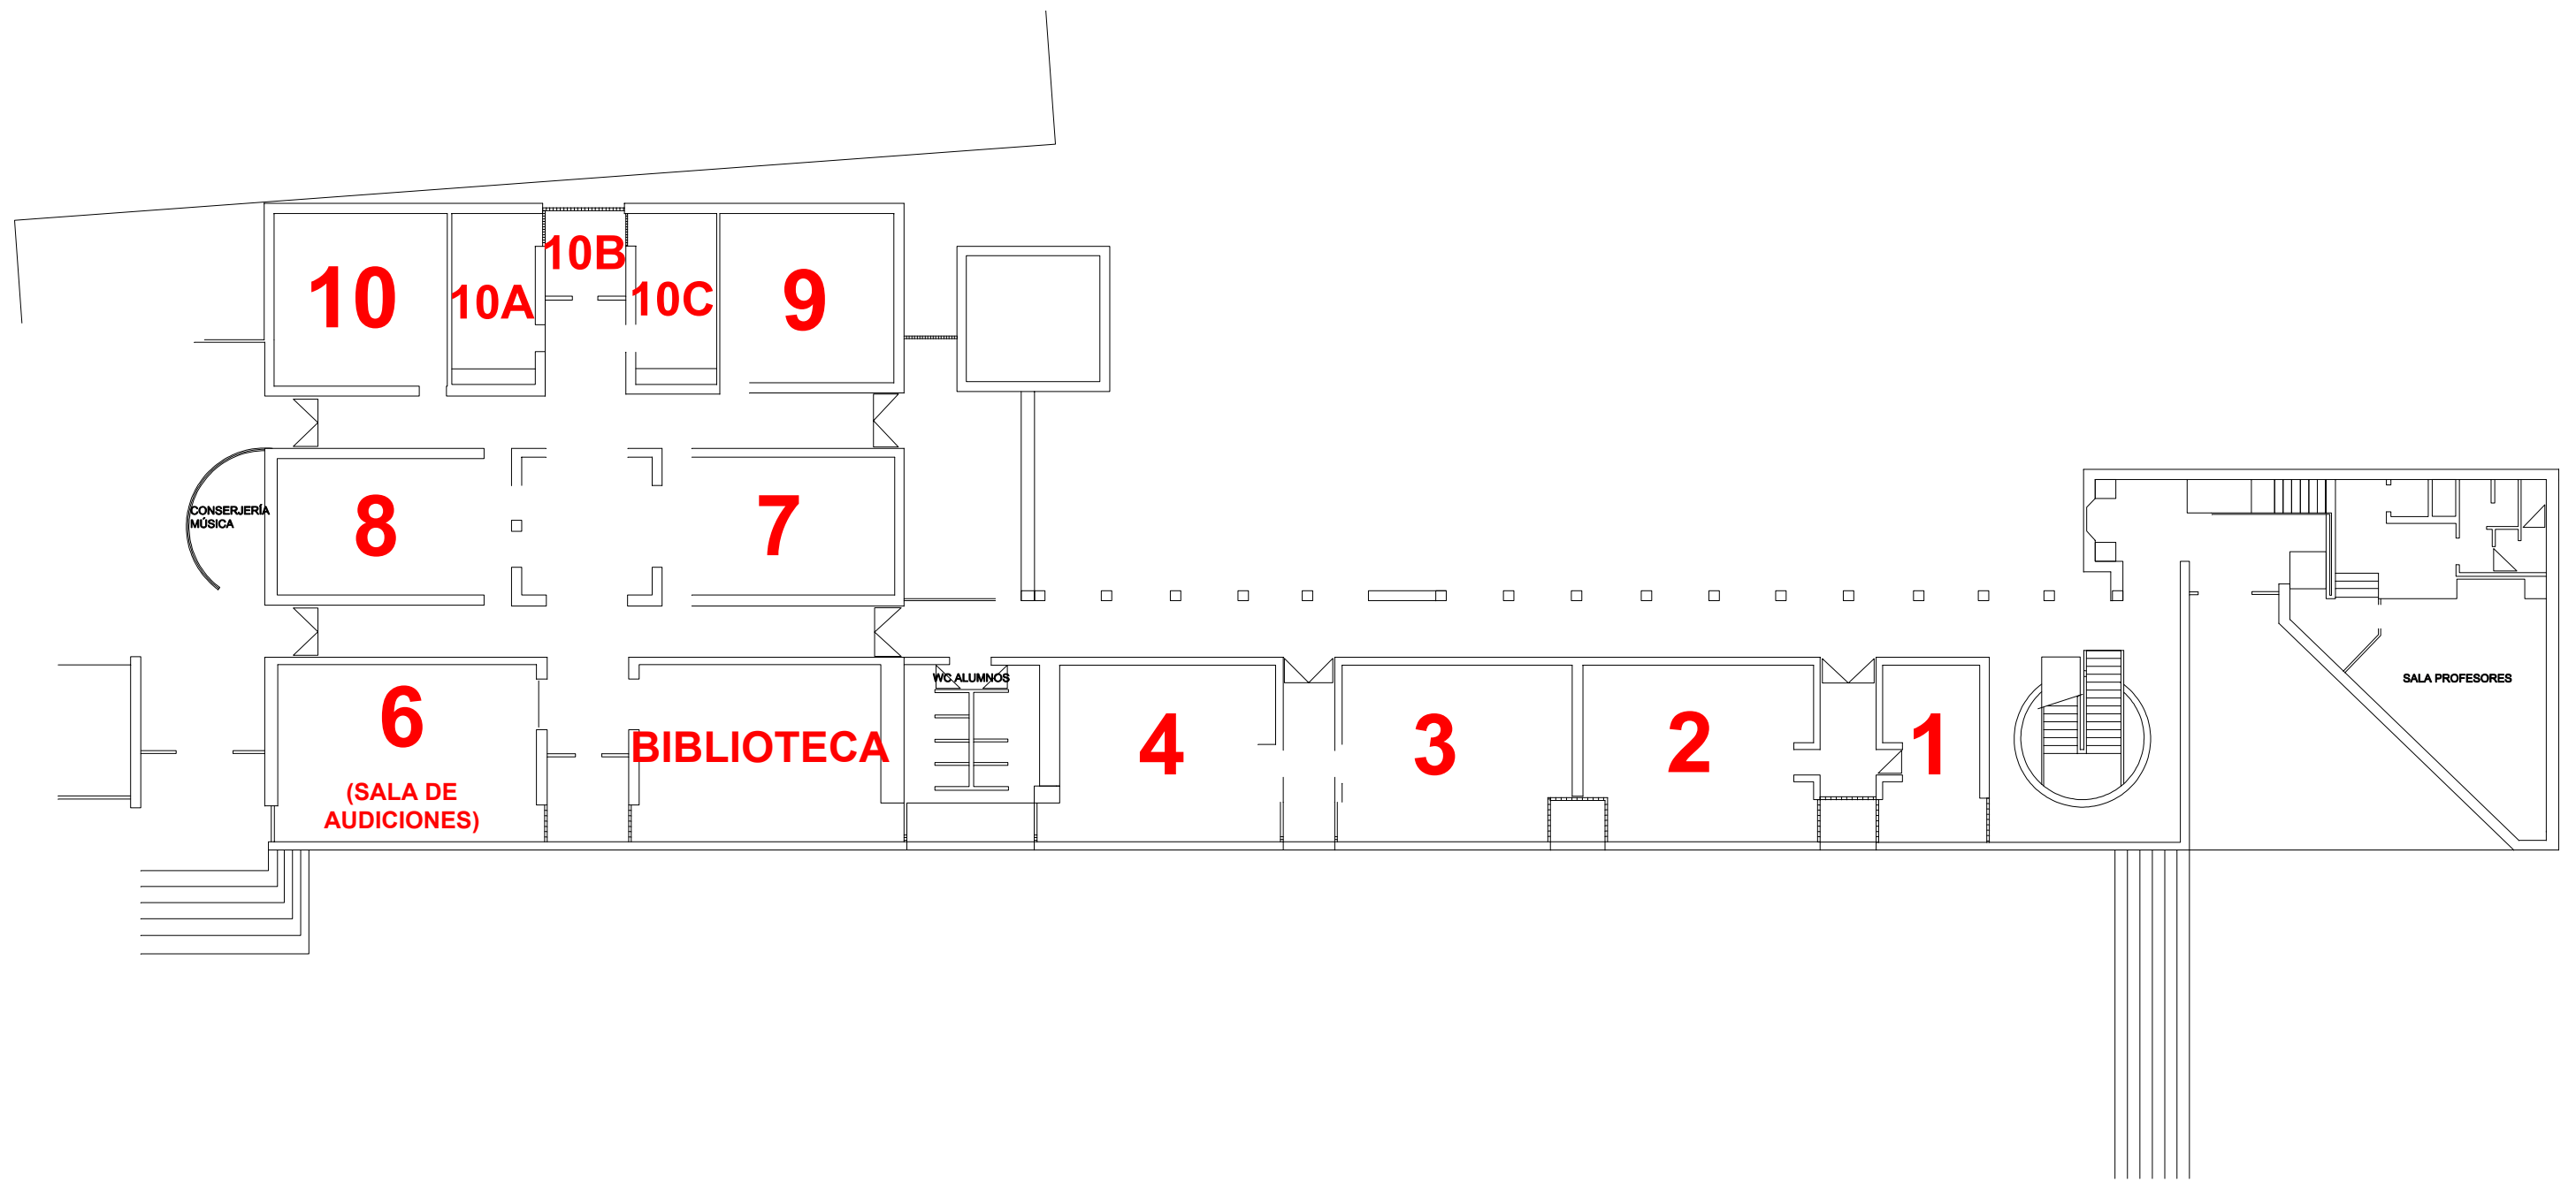 10B
10
10A
10C
9
CONSERJERÍA
MÚSICA
8
7
6
(SALA DE
AUDICIONES)
BIBLIOTECA
WC ALUMNOS
4
3
2
1
SALA PROFESORES